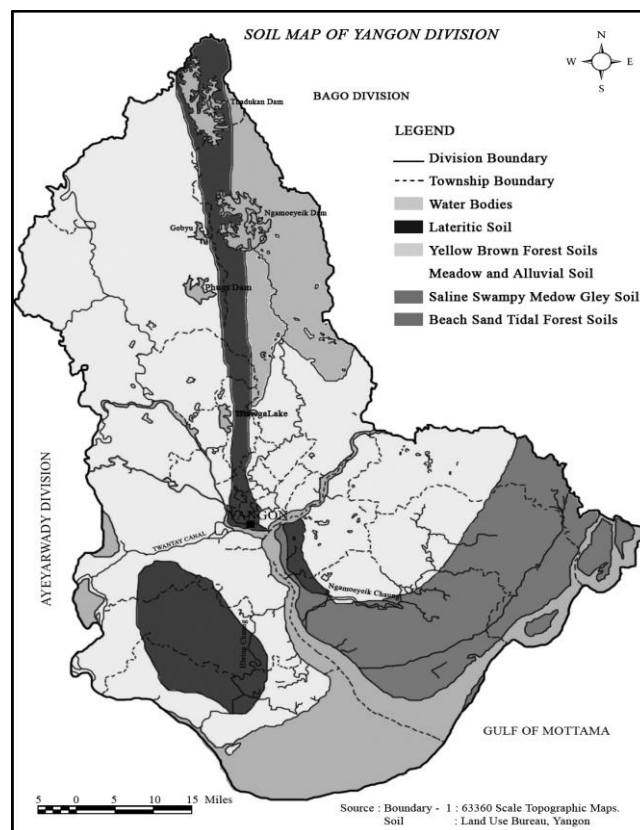 SOIL MAP OF YANGON DIVISION
N
W E
S
BAGO DIVISION
Thadukan Dam
LEGEND
Division Boundary
Township Boundary
Water Bodies
Lateritic Soil
Yellow Brown Forest Soils
Meadow and Alluvial Soil
Saline Swampy Medow Gley Soil
Beach Sand Tidal Forest Soils
Ngamoeyeik Dam
Gobyu
Phugy Dam
Lake
YANGON
AYEYARWADY DIVISION
TWANTAY CANAL
Ngamoeyeik Chaung
Chaung
GULF OF MOTTAMA
5 0 5 10 15 Miles
Source : Boundary - 1 : 63360 Scale Topographic Maps.
Soil : Land Use Bureau, Yangon